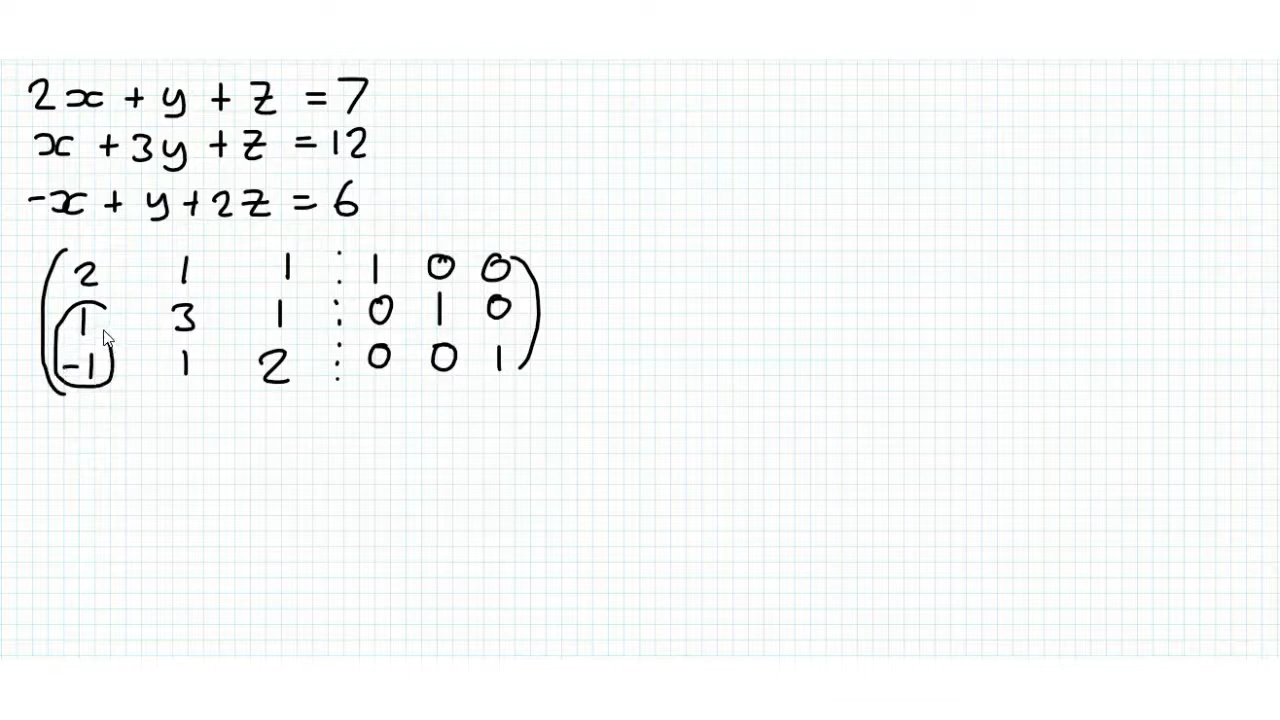 2x + y + z = 7
x + 3y + z = 12
-x + y + 2z = 6
( 2 1 1 ⋮ 1 0 0 )
1 3 1 ⋮ 0 1 0
-1 1 2 ⋮ 0 0 1